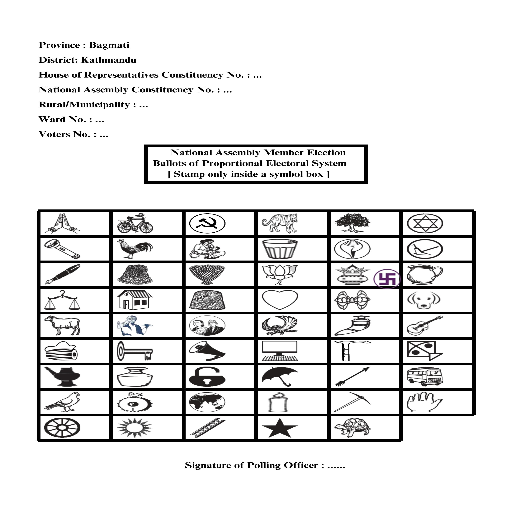 Province : Bagmati
District: Kathmandu
House of Representatives Constituency No. : ...
National Assembly Constituency No. : ...
Rural/Municipality : ...
Ward No. : ...
Voters No. : ...
National Assembly Member Election
Ballots of Proportional Electoral System
[ Stamp only inside a symbol box ]
Signature of Polling Officer : ......